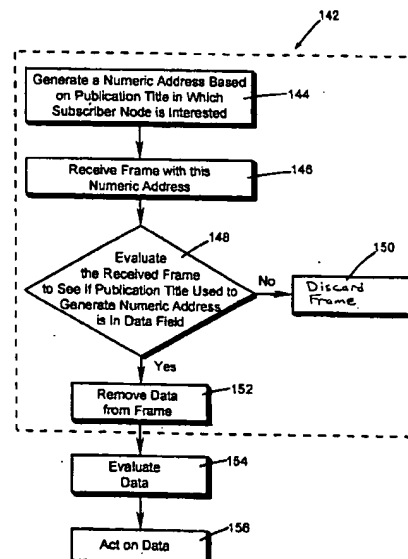 142
Generate a Numeric Address Based
on Publication Title in Which
Subscriber Node is Interested
144
Receive Frame with this
Numeric Address
146
Evaluate
the Received Frame
to See If Publication Title Used to
Generate Numeric Address
is In Data Field
148
No
150
Discard
Frame
Yes
Remove Data
from Frame
152
Evaluate
Data
154
Act on Data
156